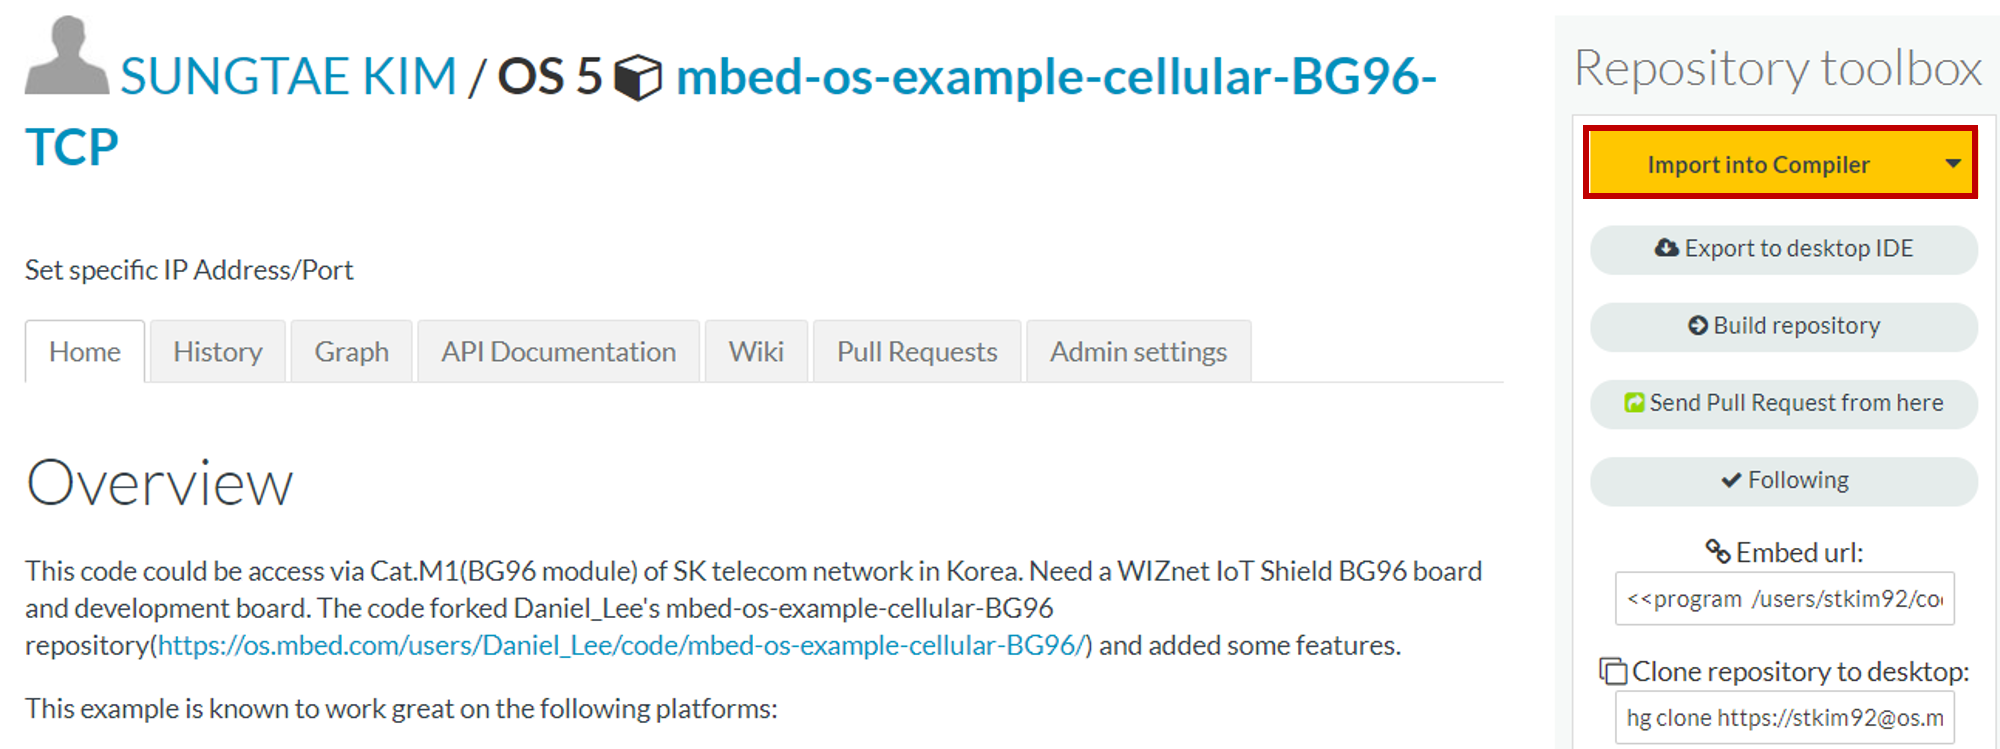 SUNGTAE KIM / OS 5 mbed-os-example-cellular-BG96-
TCP
Set specific IP Address/Port
Home
History
Graph
API Documentation
Wiki
Pull Requests
Admin settings
Overview
This code could be access via Cat.M1(BG96 module) of SK telecom network in Korea. Need a WIZnet IoT Shield BG96 board
and development board. The code forked Daniel_Lee's mbed-os-example-cellular-BG96
repository(https://os.mbed.com/users/Daniel_Lee/code/mbed-os-example-cellular-BG96/) and added some features.
This example is known to work great on the following platforms:
Repository toolbox
Import into Compiler
Export to desktop IDE
Build repository
Send Pull Request from here
Following
Embed url:
<<program /users/stkim92/co
Clone repository to desktop:
hg clone https://stkim92@os.m